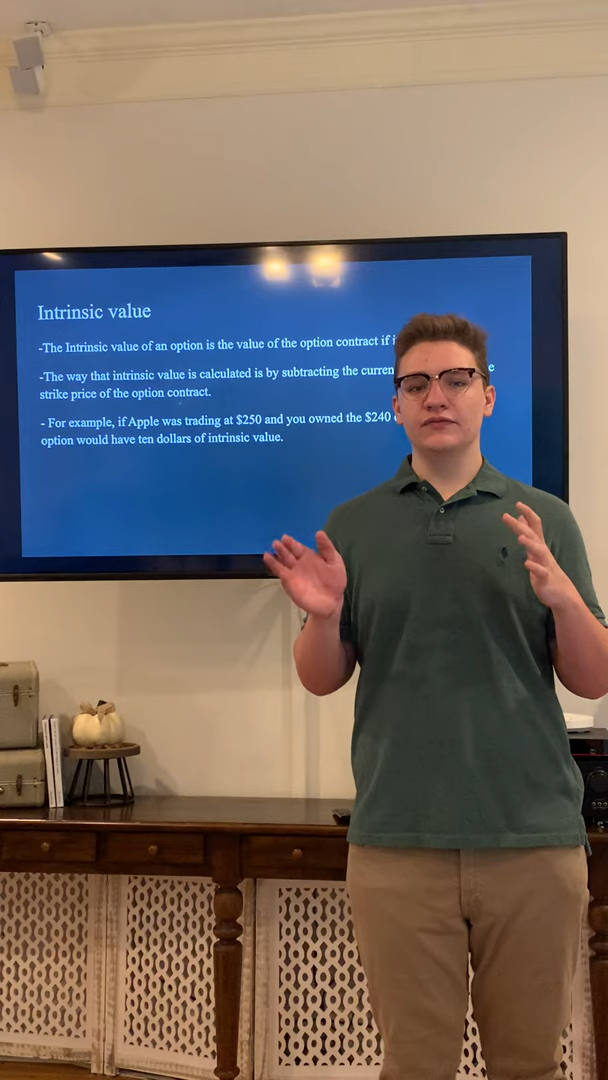 Intrinsic value
-The Intrinsic value of an option is the value of the option contract if
-The way that intrinsic value is calculated is by subtracting the
strike price of the option contract.
- For example, if Apple was trading at $250 and you owned the $240
option would have ten dollars of intrinsic value.